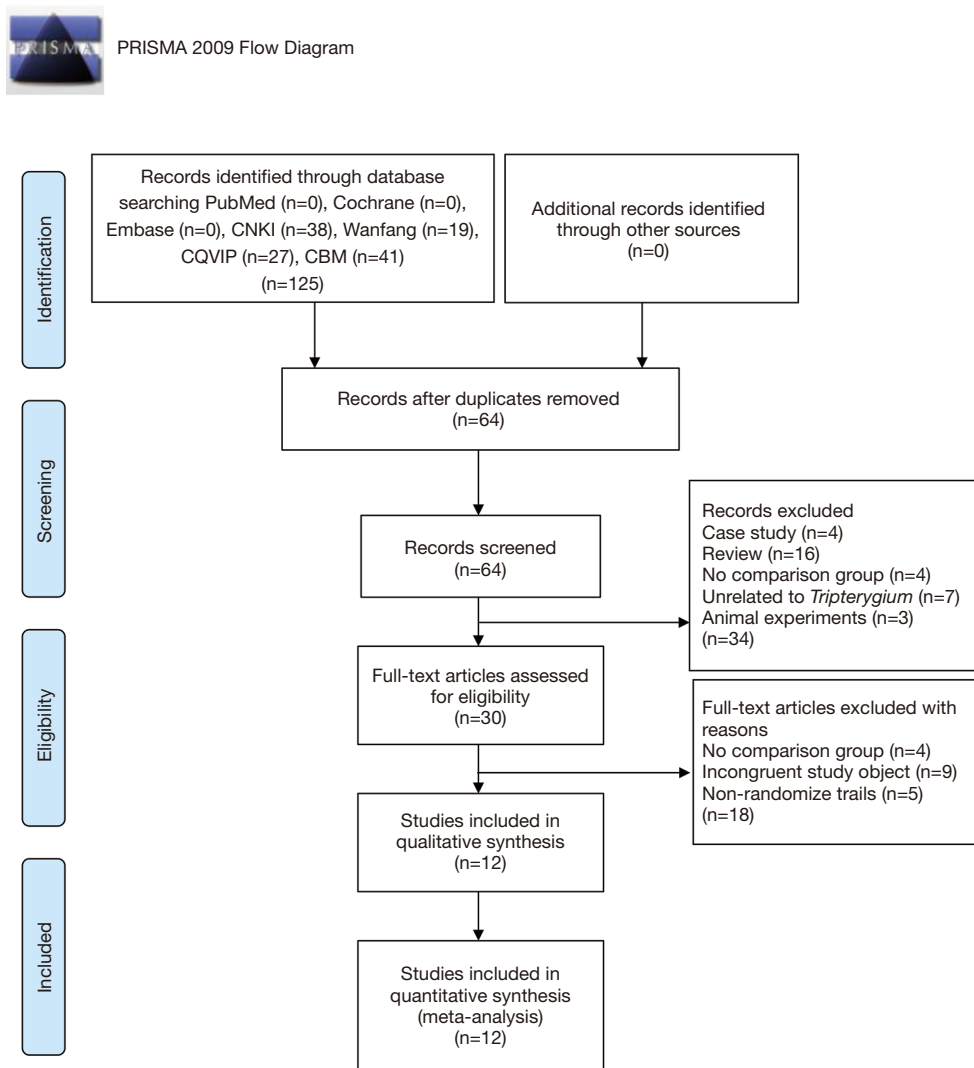 PRISMA
PRISMA 2009 Flow Diagram
Identification
Records identified through database
searching PubMed (n=0), Cochrane (n=0),
Embase (n=0), CNKI (n=38), Wanfang (n=19),
CQVIP (n=27), CBM (n=41)
(n=125)
Additional records identified
through other sources
(n=0)
Records after duplicates removed
(n=64)
Screening
Records screened
(n=64)
Records excluded
Case study (n=4)
Review (n=16)
No comparison group (n=4)
Unrelated to Tripterygium (n=7)
Animal experiments (n=3)
(n=34)
Eligibility
Full-text articles assessed
for eligibility
(n=30)
Full-text articles excluded with
reasons
No comparison group (n=4)
Incongruent study object (n=9)
Non-randomize trails (n=5)
(n=18)
Studies included in
qualitative synthesis
(n=12)
Included
Studies included in
quantitative synthesis
(meta-analysis)
(n=12)